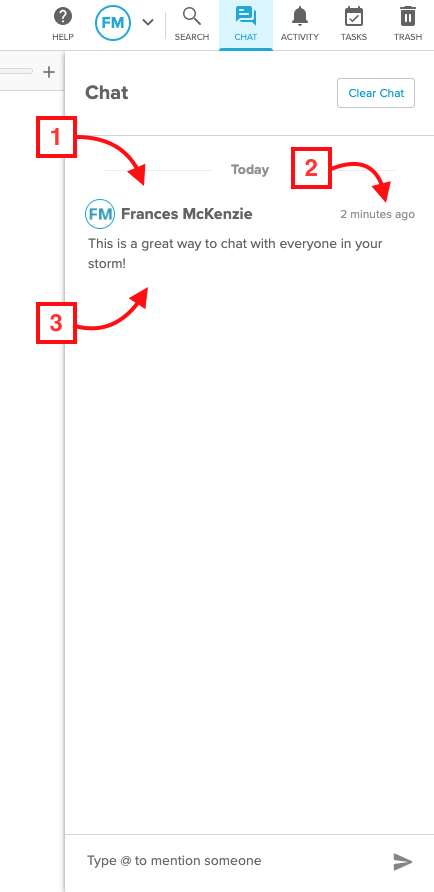 FM
HELP
SEARCH
CHAT
ACTIVITY
TASKS
TRASH
Chat
Clear Chat
1
Today
2
FM Frances McKenzie
2 minutes ago
This is a great way to chat with everyone in your
storm!
3
Type @ to mention someone